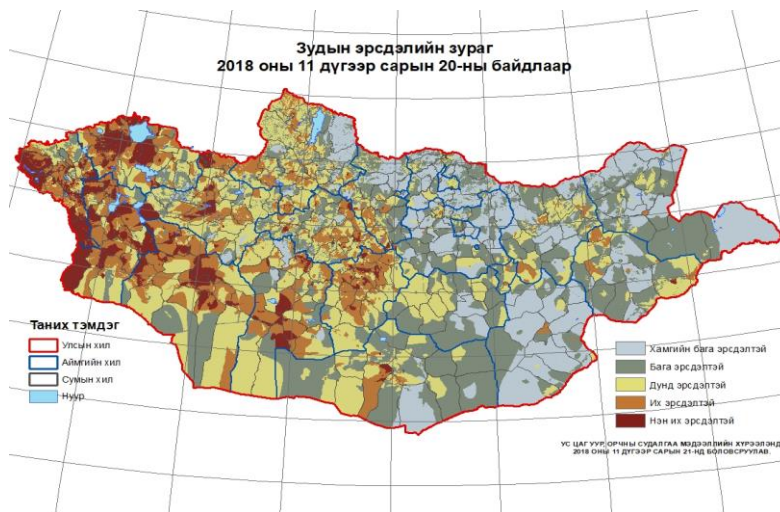 Зудын эрсдэлийн зураг
2018 оны 11 дүгээр сарын 20-ны байдлаар
Таних тэмдэг
Улсын хил
Аймгийн хил
Сумын хил
Нуур
Хамгийн бага эрсдэлтэй
Бага эрсдэлтэй
Дунд эрсдэлтэй
Их эрсдэлтэй
Нэн их эрсдэлтэй
УС ЦАГ УУР, ОРЧНЫ СУДАЛГАА МЭДЭЭЛЛИЙН ХҮРЭЭЛЭНД
2018 ОНЫ 11 ДҮГЭЭР САРЫН 21-НД БОЛОВСРУУЛАВ.